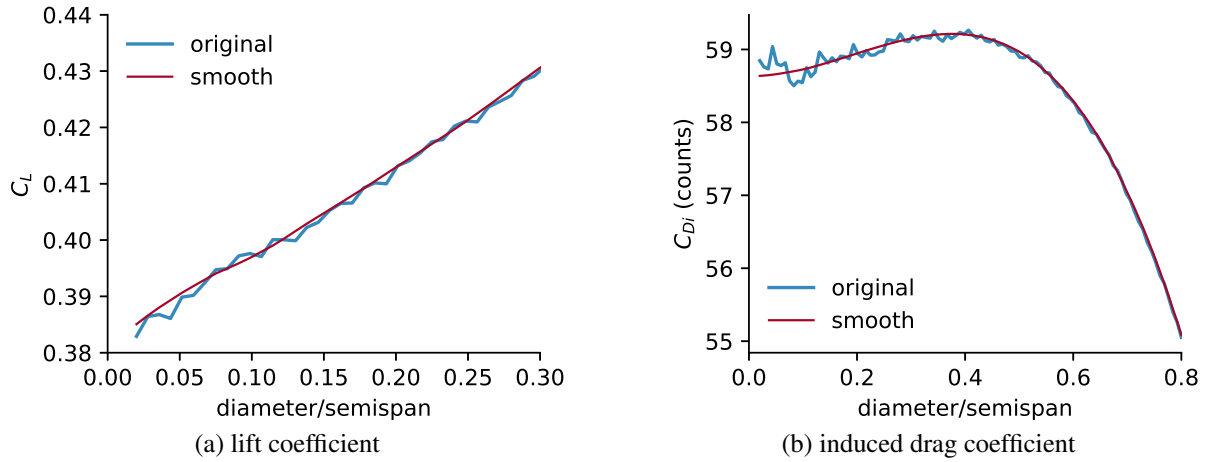 0.44
0.43
0.42
0.41
0.40
0.39
0.38
C_L
original
smooth
0.00 0.05 0.10 0.15 0.20 0.25 0.30
diameter/semispan
(a) lift coefficient
59
58
57
56
55
C_{Di} (counts)
original
smooth
0.0 0.2 0.4 0.6 0.8
diameter/semispan
(b) induced drag coefficient